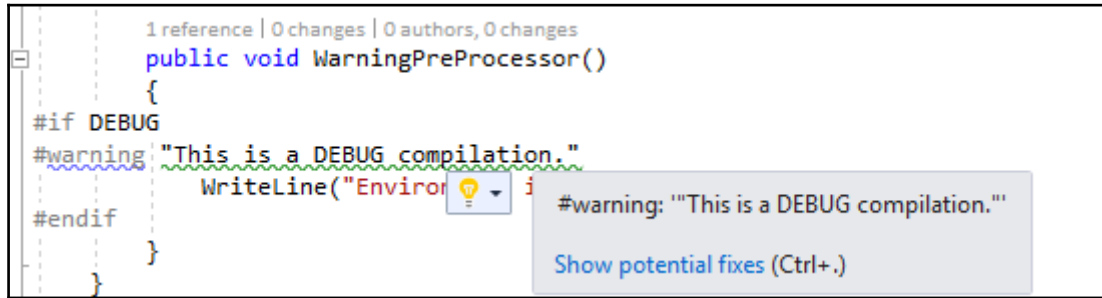 1 reference | 0 changes | 0 authors, 0 changes
public void WarningPreProcessor()
{
#if DEBUG
#warning "This is a DEBUG compilation."
WriteLine("Environ i
#warning: '"This is a DEBUG compilation."'
#endif
Show potential fixes (Ctrl+.)
}
}